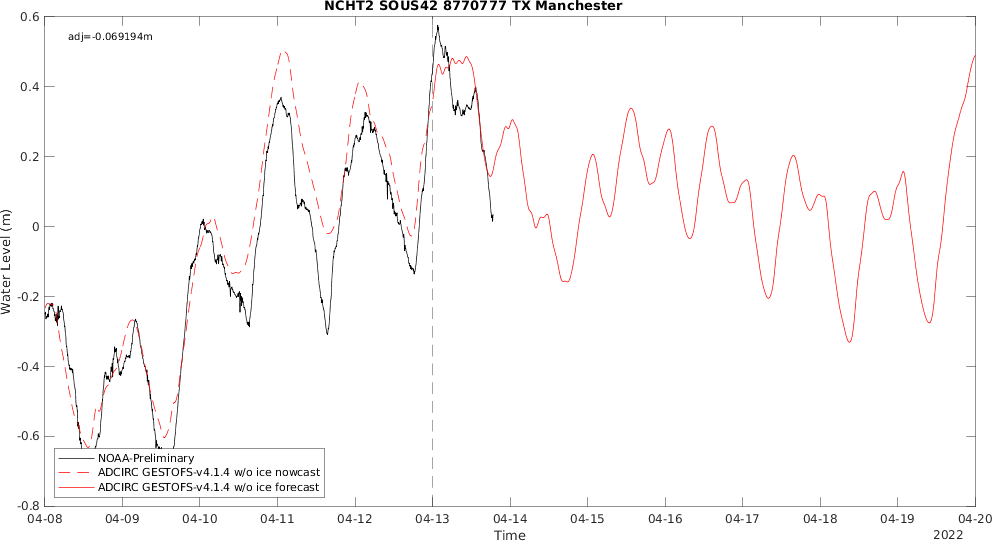 NCHT2 SOUS42 8770777 TX Manchester
adj=-0.069194m
0.6
0.4
0.2
0
-0.2
-0.4
-0.6
-0.8
Water Level (m)
NOAA-Preliminary
ADCIRC GESTOFS-v4.1.4 w/o ice nowcast
ADCIRC GESTOFS-v4.1.4 w/o ice forecast
04-08 04-09 04-10 04-11 04-12 04-13 04-14 04-15 04-16 04-17 04-18 04-19 04-20
Time
2022